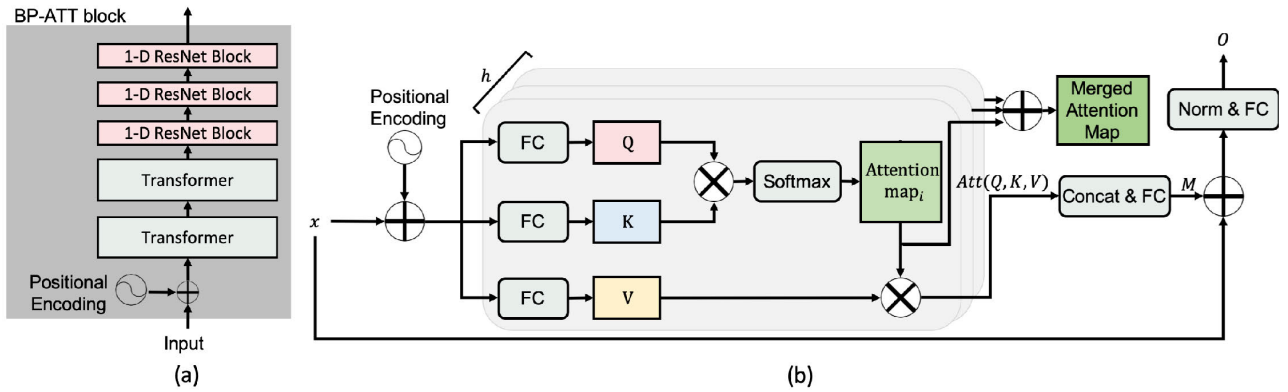 BP-ATT block
1-D ResNet Block
1-D ResNet Block
1-D ResNet Block
Transformer
Transformer
Positional
Encoding
Input
(a)
h
Positional
Encoding
x
FC
Q
FC
K
FC
V
Softmax
Attention
mapᵢ
Merged
Attention
Map
Att(Q, K, V)
Concat & FC
M
Norm & FC
O
(b)